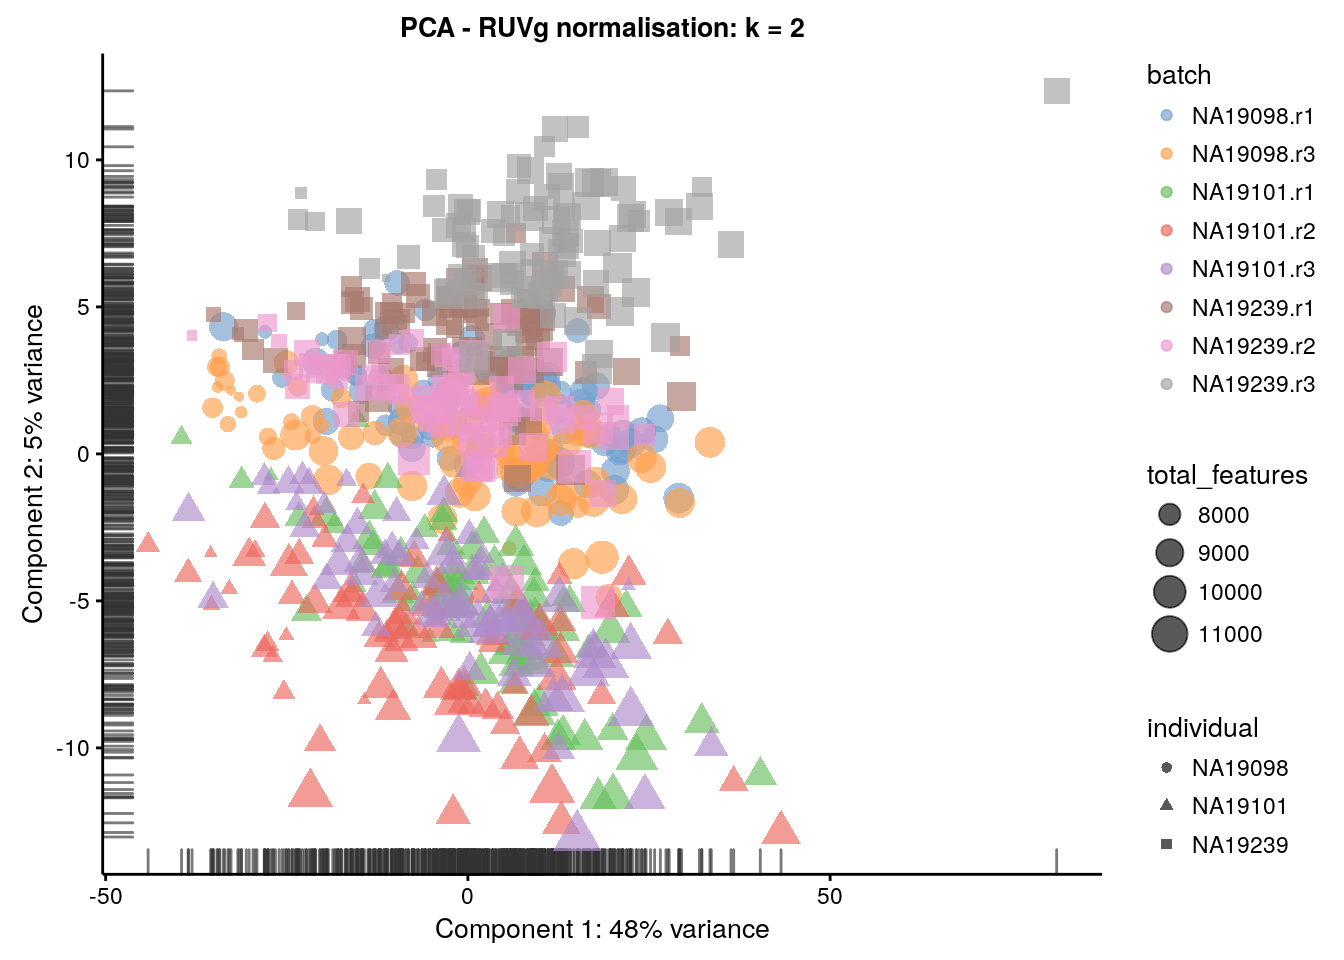 PCA - RUVg normalisation: k = 2
10
5
0
-5
-10
Component 2: 5% variance
-50
0
50
Component 1: 48% variance
batch
NA19098.r1
NA19098.r3
NA19101.r1
NA19101.r2
NA19101.r3
NA19239.r1
NA19239.r2
NA19239.r3
total_features
8000
9000
10000
11000
individual
NA19098
NA19101
NA19239